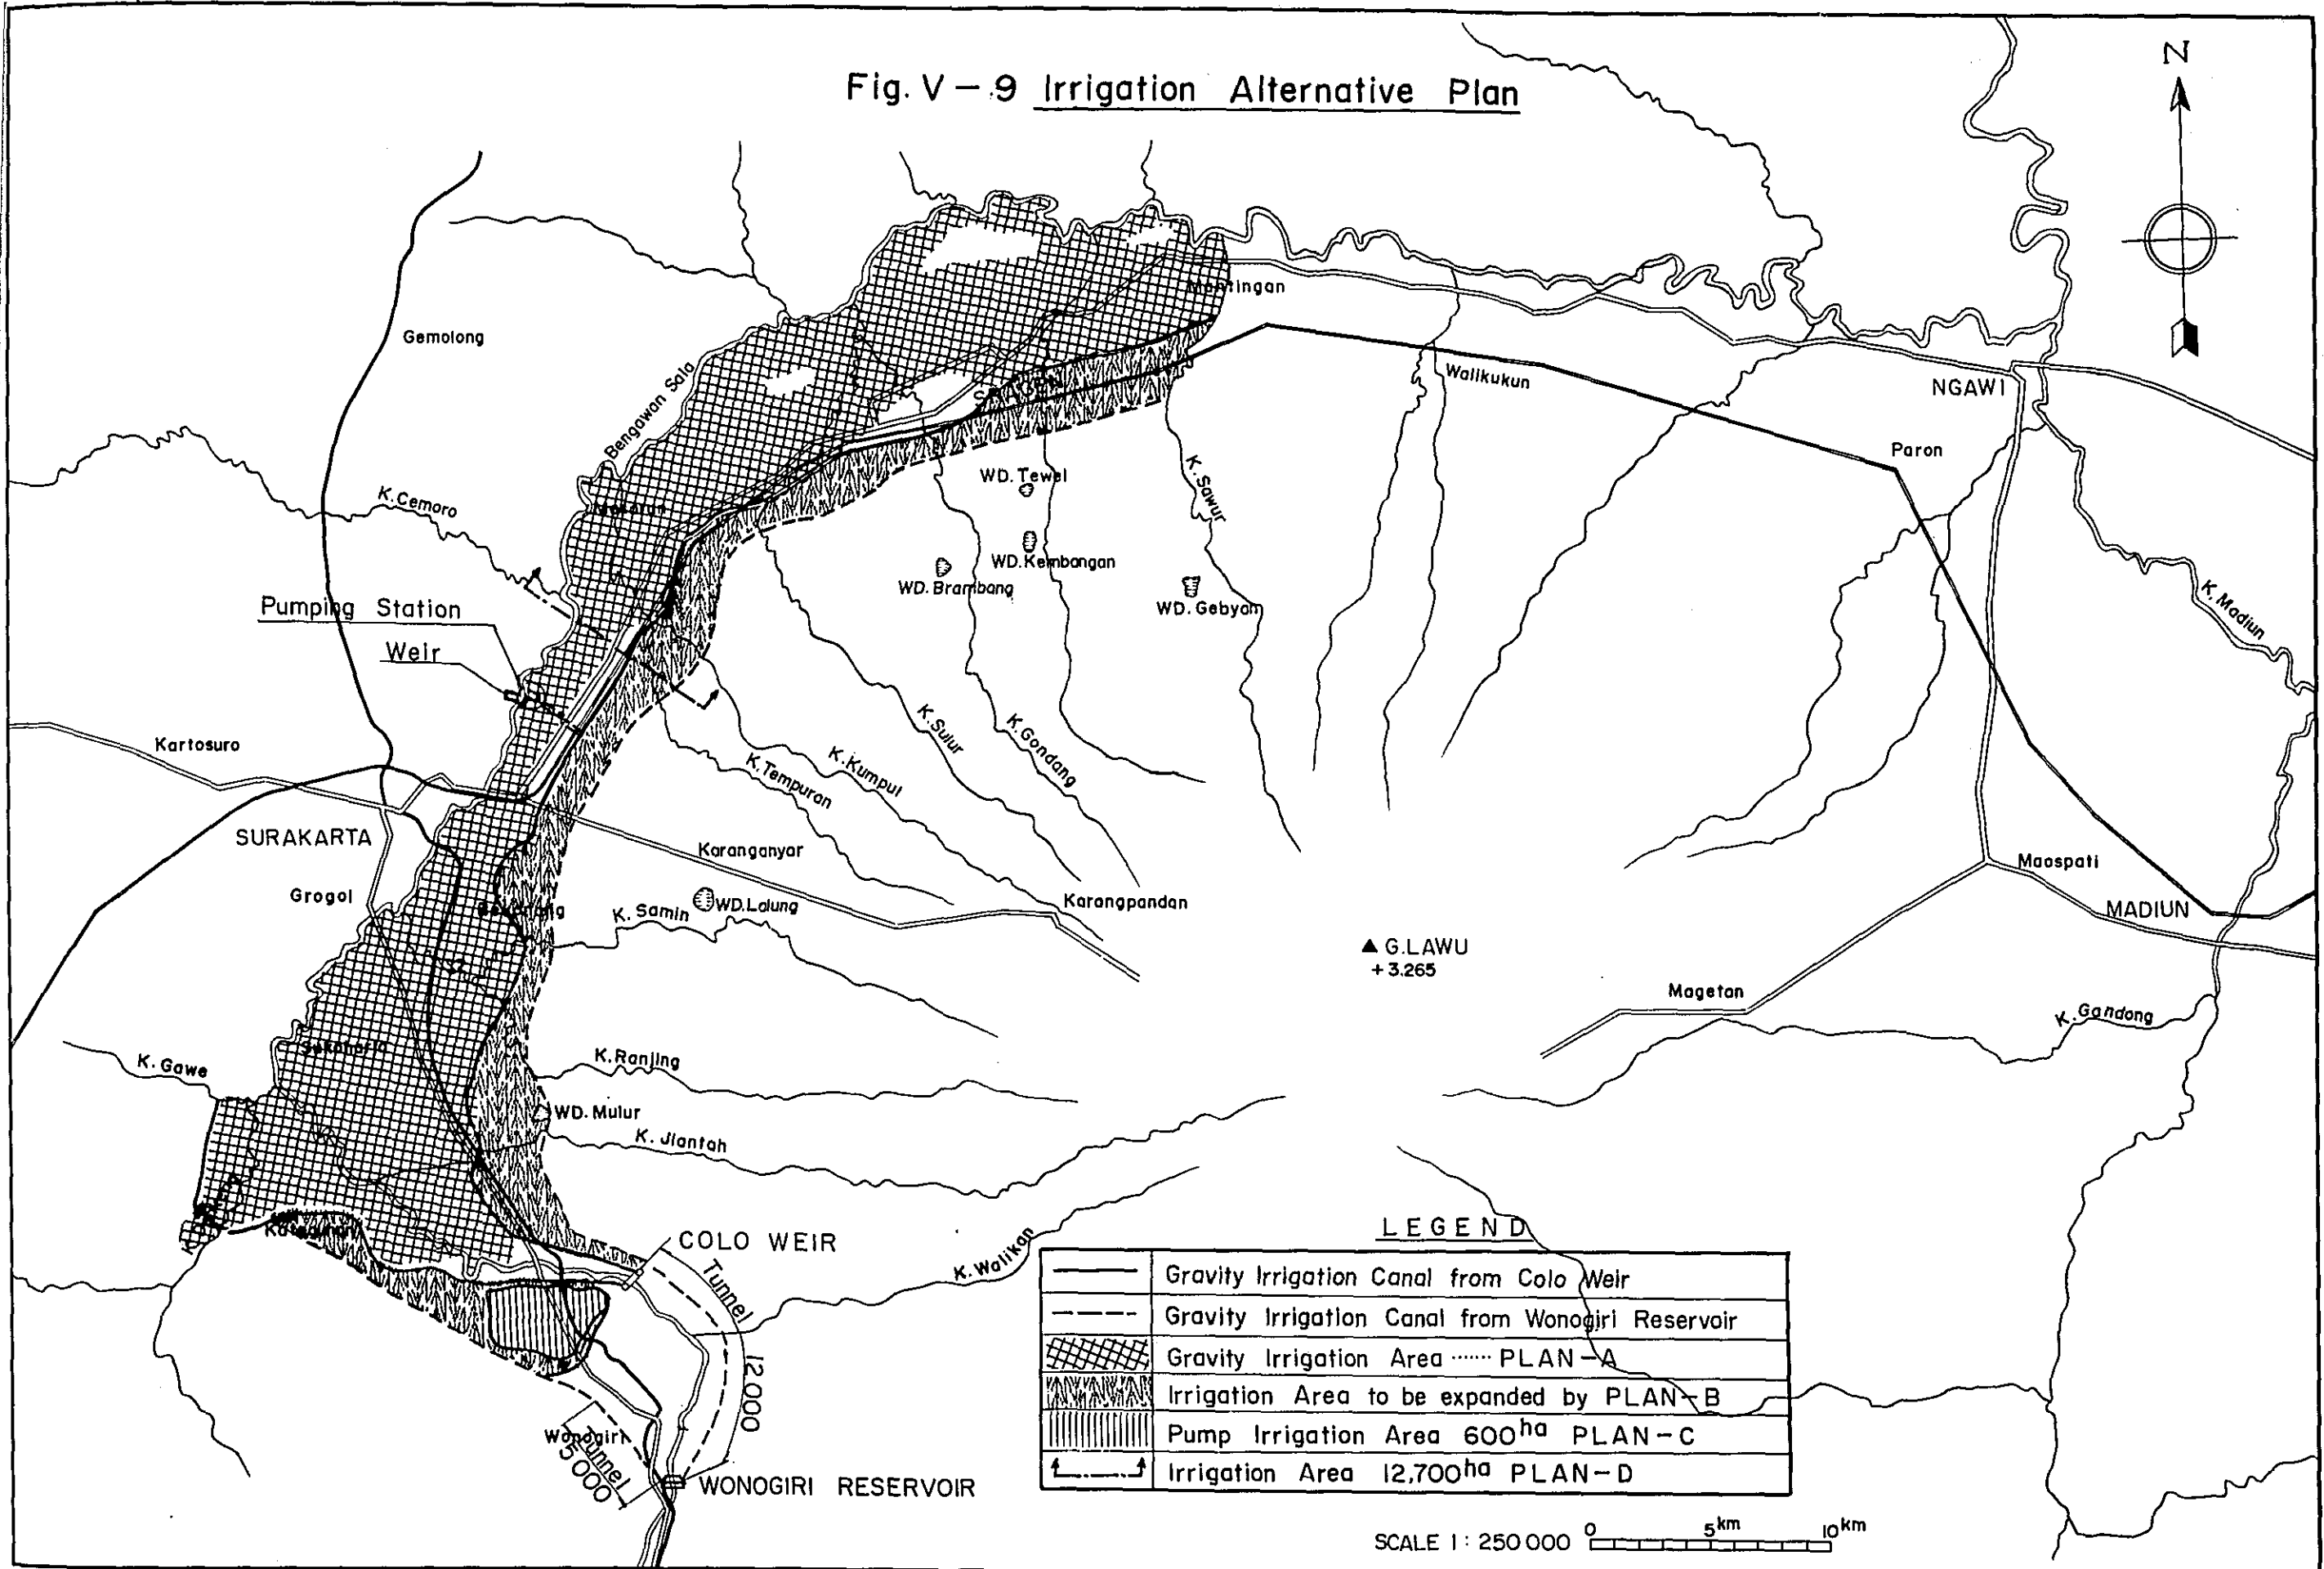 Fig. V-9 Irrigation Alternative Plan
N
Gemolong
Mantingan
Walikukun
NGAWI
Paron
Bengawan Sala
SRAGEN
K. Cemoro
WD. Tewel
K. Sawur
WD. Kembangan
WD. Brambang
WD. Gebyan
K. Madiun
Pumping Station
Weir
Kartosuro
K. Sulur
K. Gondang
K. Kumpul
K. Tempuran
SURAKARTA
Karanganyar
Maospati
Grogol
WD. Lalung
Karangpandan
MADIUN
K. Samin
▲ G. LAWU
+3.265
Magetan
K. Gandong
Sukoharjo
K. Gawe
K. Ranjing
WD. Mulur
K. Jlantah
COLO WEIR
Tunnel
12000
K. Walikan
Wonogiri
Tunnel
5000
WONOGIRI RESERVOIR
LEGEND
Gravity Irrigation Canal from Colo Weir
Gravity Irrigation Canal from Wonogiri Reservoir
Gravity Irrigation Area ······· PLAN-A
Irrigation Area to be expanded by PLAN-B
Pump Irrigation Area 600ha PLAN-C
Irrigation Area 12,700ha PLAN-D
SCALE 1 : 250 000
0 5km 10km